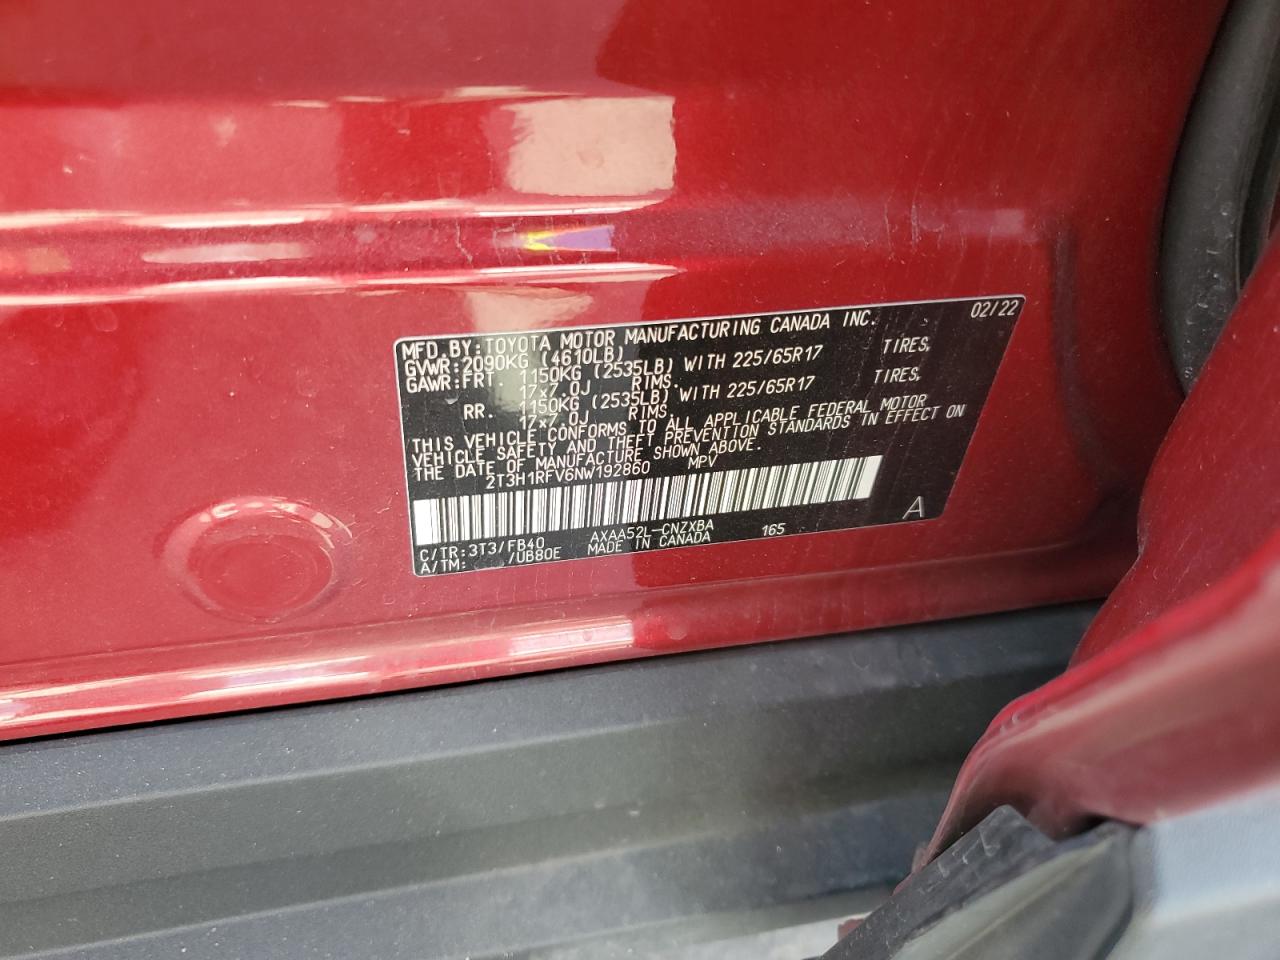 MFD.BY:TOYOTA MOTOR MANUFACTURING CANADA INC. 02/22
GVWR:2090KG (4610LB)
GAWR:FRT. 1150KG (2535LB) WITH 225/65R17 TIRES,
17x7.0J RIMS.
RR. 1150KG (2535LB) WITH 225/65R17 TIRES,
17x7.0J RIMS.
THIS VEHICLE CONFORMS TO ALL APPLICABLE FEDERAL MOTOR
VEHICLE SAFETY AND THEFT PREVENTION STANDARDS IN EFFECT ON
THE DATE OF MANUFACTURE SHOWN ABOVE.
2T3H1RFV6NW192860 MPV
C/TR:3T3/FB40 AXAA52L-CNZXBA 165 A
A/TM: /UB80E MADE IN CANADA